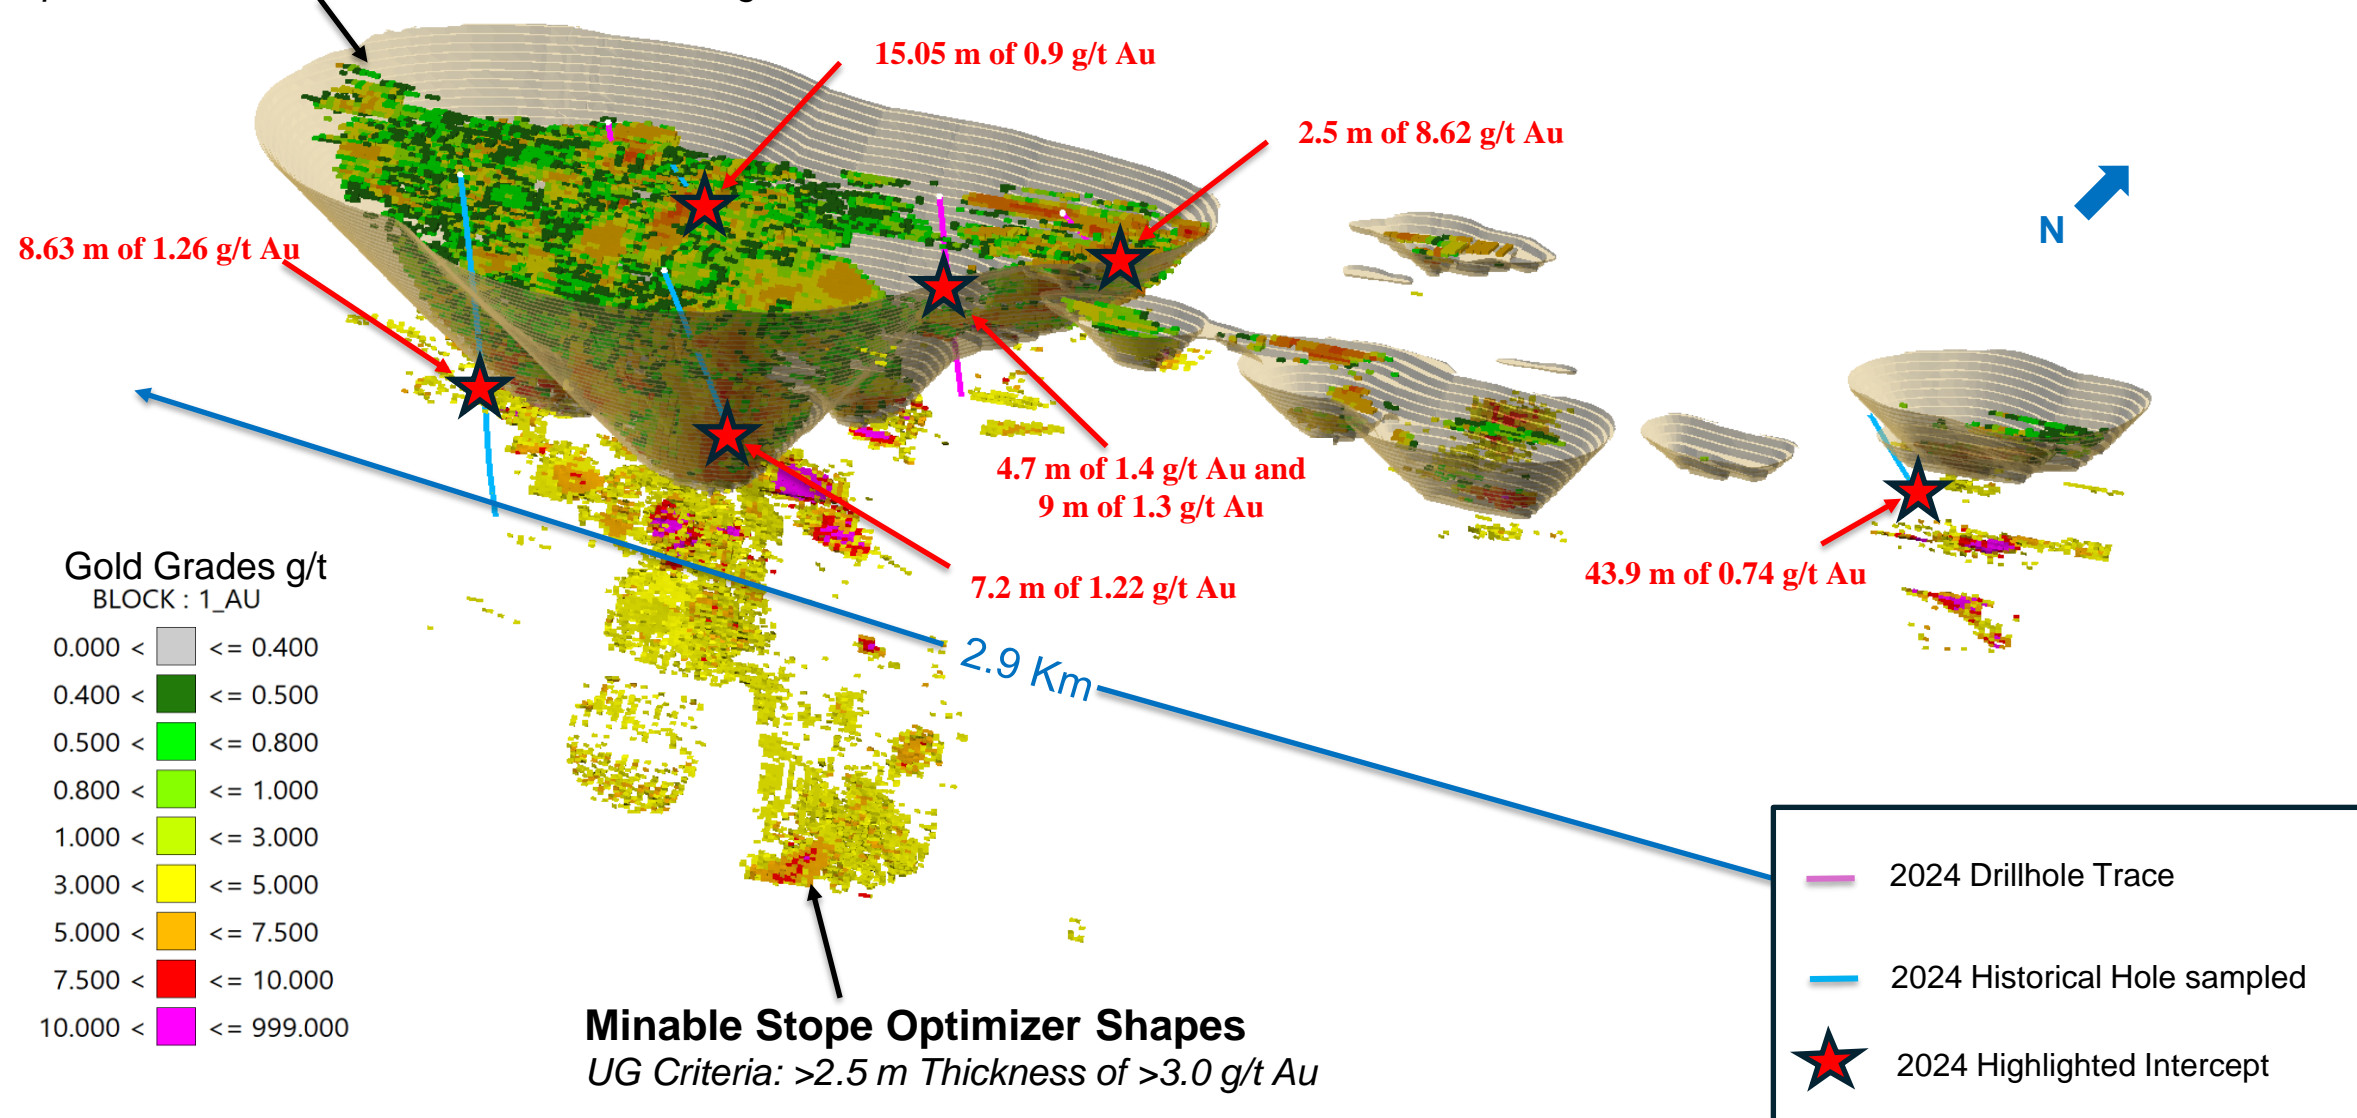 15.05 m of 0.9 g/t Au
2.5 m of 8.62 g/t Au
N
8.63 m of 1.26 g/t Au
4.7 m of 1.4 g/t Au and
9 m of 1.3 g/t Au
7.2 m of 1.22 g/t Au
43.9 m of 0.74 g/t Au
2.9 Km
Gold Grades g/t
BLOCK : 1_AU
0.000 < <= 0.400
0.400 < <= 0.500
0.500 < <= 0.800
0.800 < <= 1.000
1.000 < <= 3.000
3.000 < <= 5.000
5.000 < <= 7.500
7.500 < <= 10.000
10.000 < <= 999.000
Minable Stope Optimizer Shapes
UG Criteria: >2.5 m Thickness of >3.0 g/t Au
2024 Drillhole Trace
2024 Historical Hole sampled
2024 Highlighted Intercept